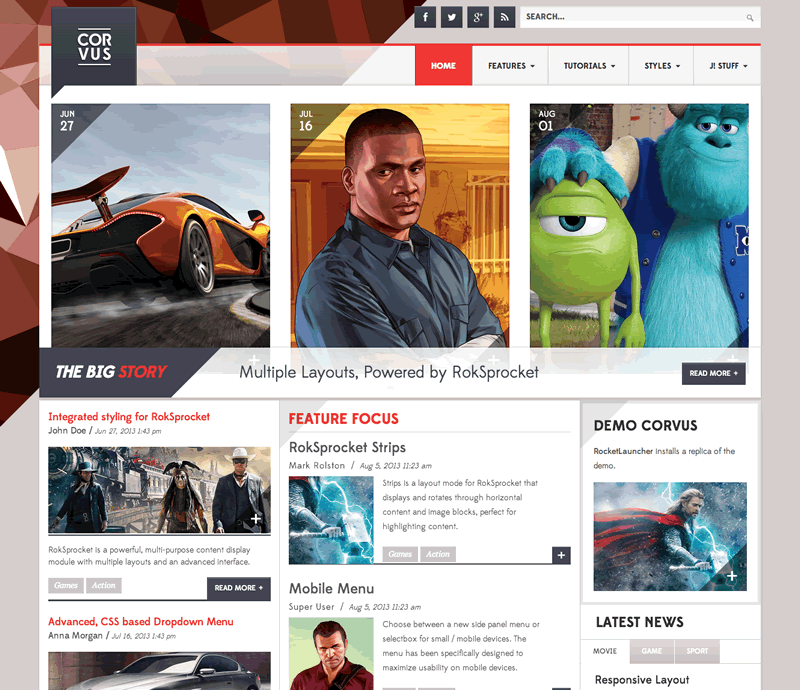 COR
VUS
f
g+
SEARCH...
HOME
FEATURES
TUTORIALS
STYLES
J! STUFF
JUN
27
JUL
16
AUG
01
THE BIG STORY
Multiple Layouts, Powered by RokSprocket
READ MORE +
Integrated styling for RokSprocket
John Doe / Jun 27, 2013 1:43 pm
RokSprocket is a powerful, multi-purpose content display
module with multiple layouts and an advanced interface.
Games Action
READ MORE +
Advanced, CSS based Dropdown Menu
Anna Morgan / Jul 16, 2013 1:43 pm
FEATURE FOCUS
RokSprocket Strips
Mark Rolston / Aug 5, 2013 11:23 am
Strips is a layout mode for RokSprocket that
displays and rotates through horizontal
content and image blocks, perfect for
highlighting content.
Games Action
+
Mobile Menu
Super User / Aug 5, 2013 11:23 am
Choose between a new side panel menu or
selectbox for small / mobile devices. The
menu has been specifically designed to
maximize usability on mobile devices.
DEMO CORVUS
RocketLauncher installs a replica of the
demo.
LATEST NEWS
MOVIE
GAME
SPORT
Responsive Layout